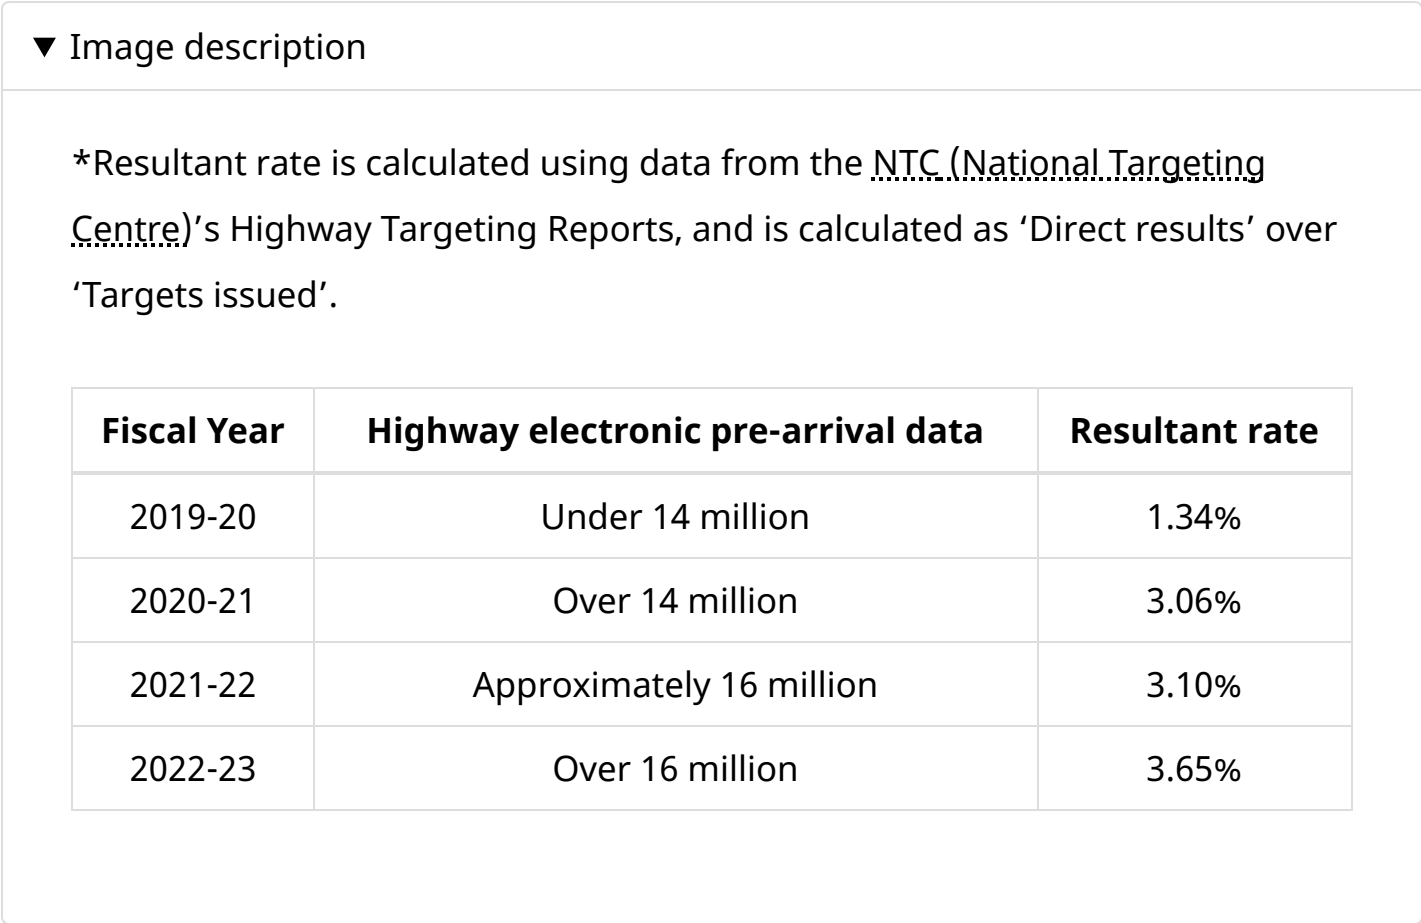 ▼ Image description
*Resultant rate is calculated using data from the NTC (National Targeting
Centre)’s Highway Targeting Reports, and is calculated as ‘Direct results’ over
‘Targets issued’.
Fiscal Year Highway electronic pre-arrival data Resultant rate
2019-20 Under 14 million 1.34%
2020-21 Over 14 million 3.06%
2021-22 Approximately 16 million 3.10%
2022-23 Over 16 million 3.65%